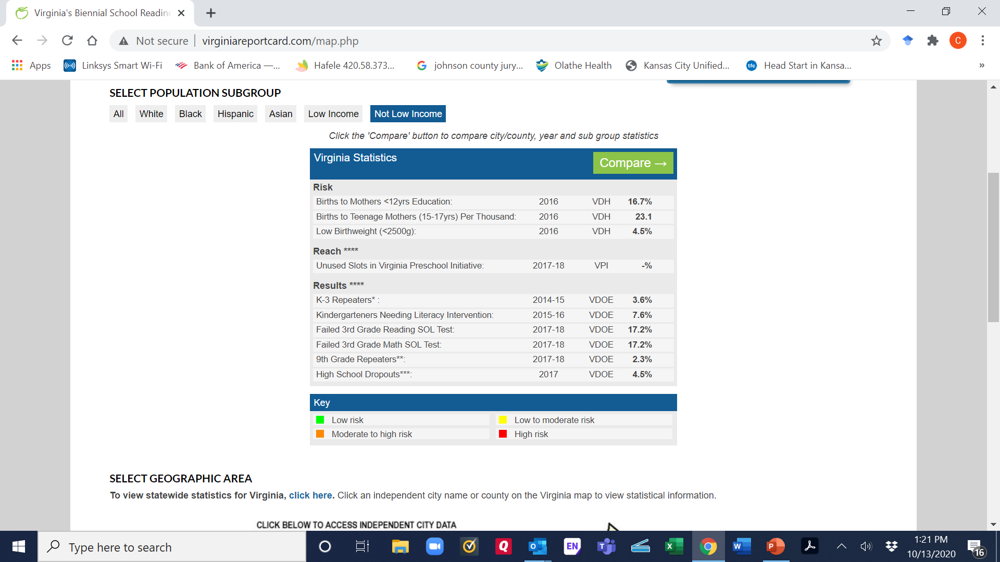 Virginia's Biennial School Readine
Not secure | virginiareportcard.com/map.php
C
Apps
Linksys Smart Wi-Fi
Bank of America —...
Hafele 420.58.373...
johnson county jury...
Olathe Health
Kansas City Unified...
tfc
Head Start in Kansa...
»
SELECT POPULATION SUBGROUP
All White Black Hispanic Asian Low Income Not Low Income
Click the 'Compare' button to compare city/county, year and sub group statistics
Virginia Statistics
Compare →
Risk
Births to Mothers <12yrs Education: 2016 VDH 16.7%
Births to Teenage Mothers (15-17yrs) Per Thousand: 2016 VDH 23.1
Low Birthweight (<2500g): 2016 VDH 4.5%
Reach ****
Unused Slots in Virginia Preschool Initiative: 2017-18 VPI -%
Results ****
K-3 Repeaters* : 2014-15 VDOE 3.6%
Kindergarteners Needing Literacy Intervention: 2015-16 VDOE 7.6%
Failed 3rd Grade Reading SOL Test: 2017-18 VDOE 17.2%
Failed 3rd Grade Math SOL Test: 2017-18 VDOE 17.2%
9th Grade Repeaters**: 2017-18 VDOE 2.3%
High School Dropouts***: 2017 VDOE 4.5%
Key
Low risk Low to moderate risk
Moderate to high risk High risk
SELECT GEOGRAPHIC AREA
To view statewide statistics for Virginia, click here. Click an independent city name or county on the Virginia map to view statistical information.
CLICK BELOW TO ACCESS INDEPENDENT CITY DATA
Type here to search
Q
EN
1:21 PM
10/13/2020
16